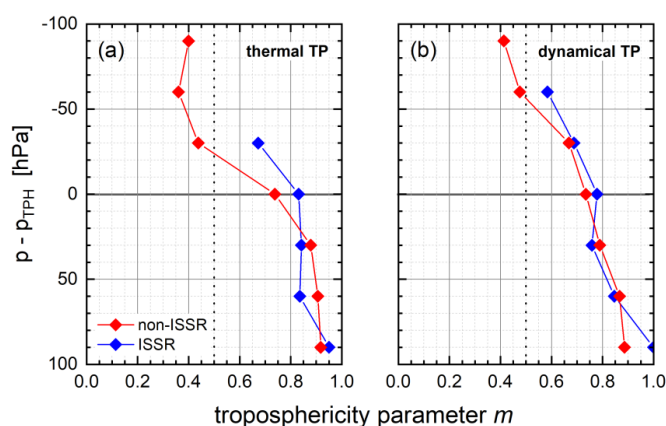 (a) thermal TP
(b) dynamical TP
-100
-50
0
50
100
p - pTPH [hPa]
non-ISSR
ISSR
0.0 0.2 0.4 0.6 0.8 1.0
0.0 0.2 0.4 0.6 0.8 1.0
troposphericity parameter m